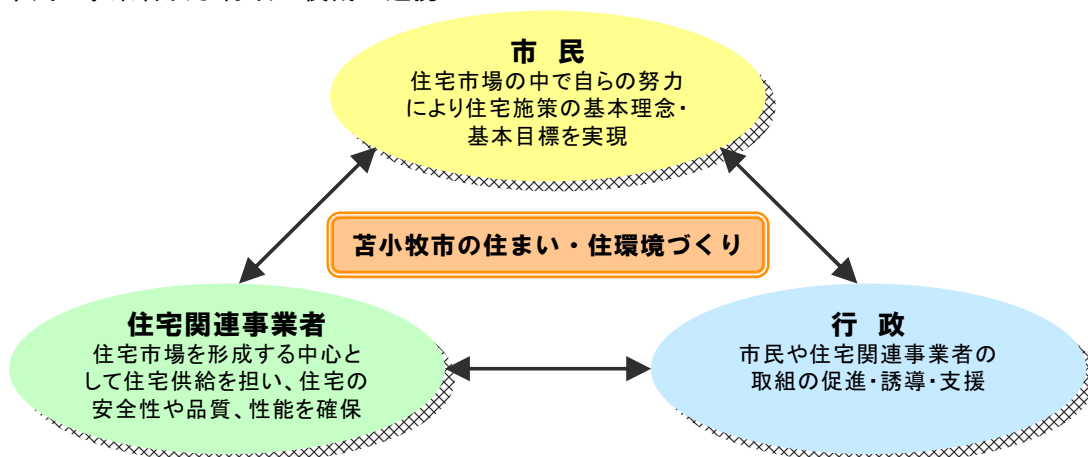 市 民
住宅市場の中で自らの努力
により住宅施策の基本理念・
基本目標を実現
苫小牧市の住まい・住環境づくり
住宅関連事業者
住宅市場を形成する中心と
して住宅供給を担い、住宅の
安全性や品質、性能を確保
行 政
市民や住宅関連事業者の
取組の促進・誘導・支援